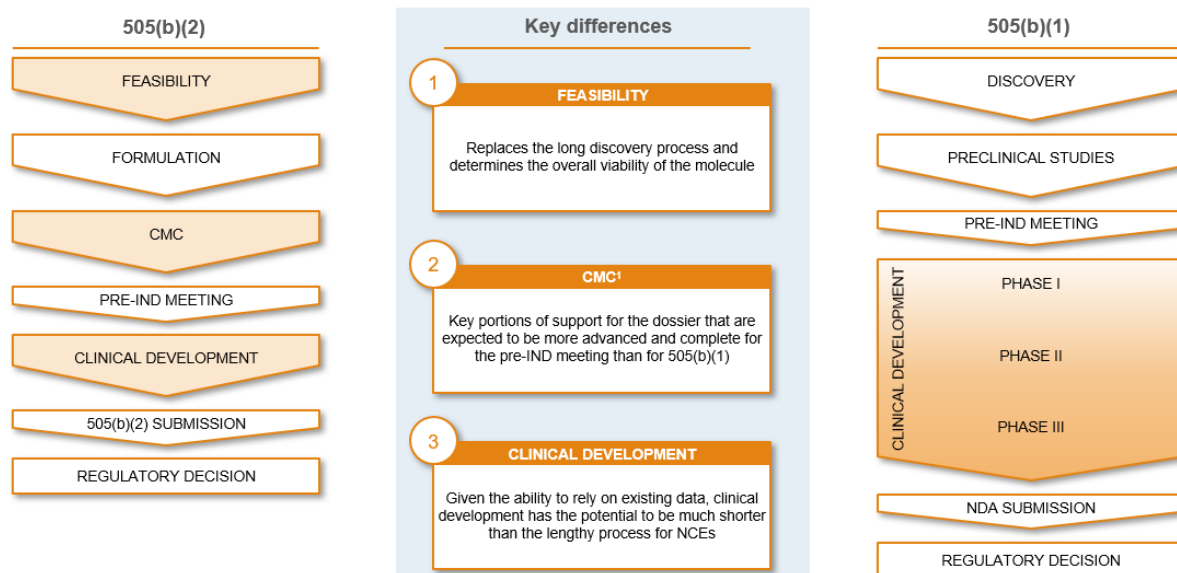 505(b)(2)
FEASIBILITY
FORMULATION
CMC
PRE-IND MEETING
CLINICAL DEVELOPMENT
505(b)(2) SUBMISSION
REGULATORY DECISION
Key differences
1
FEASIBILITY
Replaces the long discovery process and
determines the overall viability of the molecule
2
CMC¹
Key portions of support for the dossier that are
expected to be more advanced and complete for
the pre-IND meeting than for 505(b)(1)
3
CLINICAL DEVELOPMENT
Given the ability to rely on existing data, clinical
development has the potential to be much shorter
than the lengthy process for NCEs
505(b)(1)
DISCOVERY
PRECLINICAL STUDIES
PRE-IND MEETING
CLINICAL DEVELOPMENT
PHASE I
PHASE II
PHASE III
NDA SUBMISSION
REGULATORY DECISION